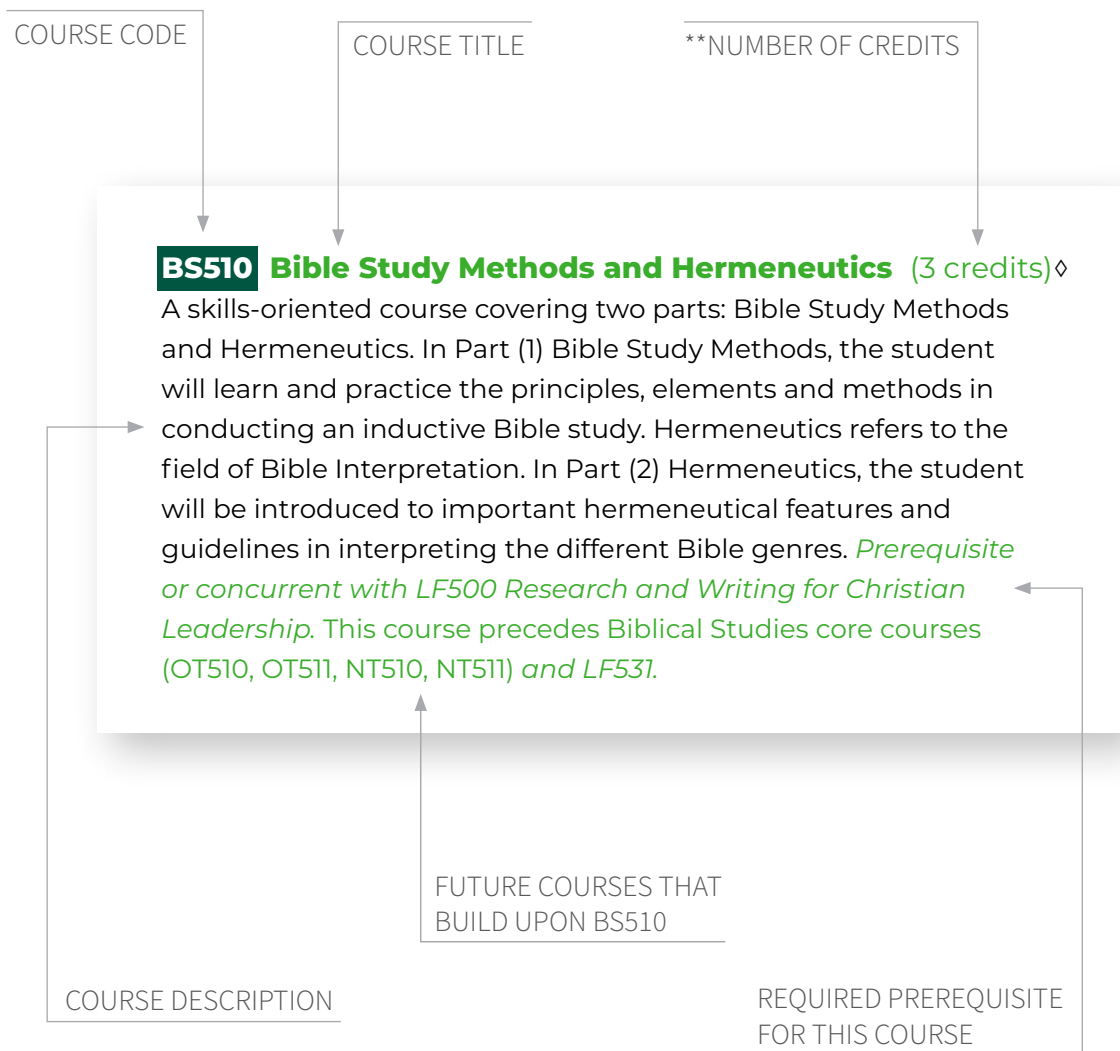 COURSE CODE
COURSE TITLE
**NUMBER OF CREDITS
BS510 Bible Study Methods and Hermeneutics (3 credits)◊
A skills-oriented course covering two parts: Bible Study Methods
and Hermeneutics. In Part (1) Bible Study Methods, the student
will learn and practice the principles, elements and methods in
conducting an inductive Bible study. Hermeneutics refers to the
field of Bible Interpretation. In Part (2) Hermeneutics, the student
will be introduced to important hermeneutical features and
guidelines in interpreting the different Bible genres. Prerequisite
or concurrent with LF500 Research and Writing for Christian
Leadership. This course precedes Biblical Studies core courses
(OT510, OT511, NT510, NT511) and LF531.
FUTURE COURSES THAT
BUILD UPON BS510
COURSE DESCRIPTION
REQUIRED PREREQUISITE
FOR THIS COURSE